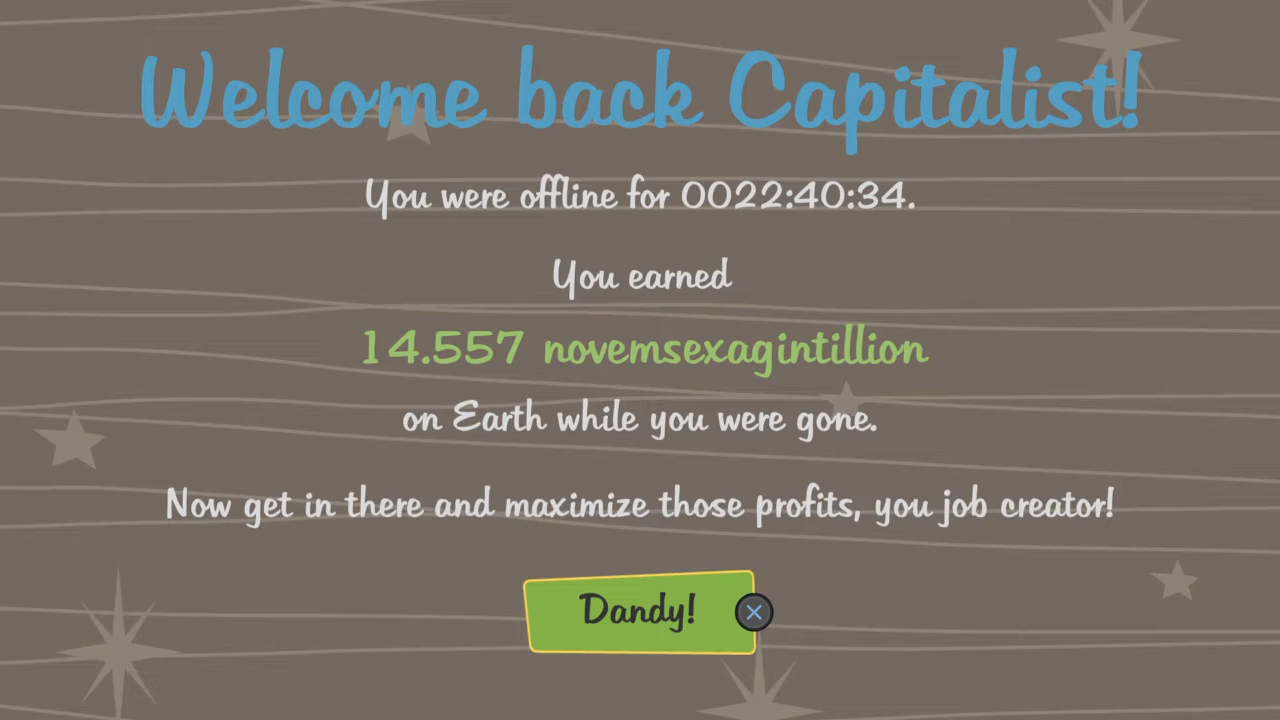 Welcome back Capitalist!
You were offline for 0022:40:34.
You earned
14.557 novemsexagintillion
on Earth while you were gone.
Now get in there and maximize those profits, you job creator!
Dandy!